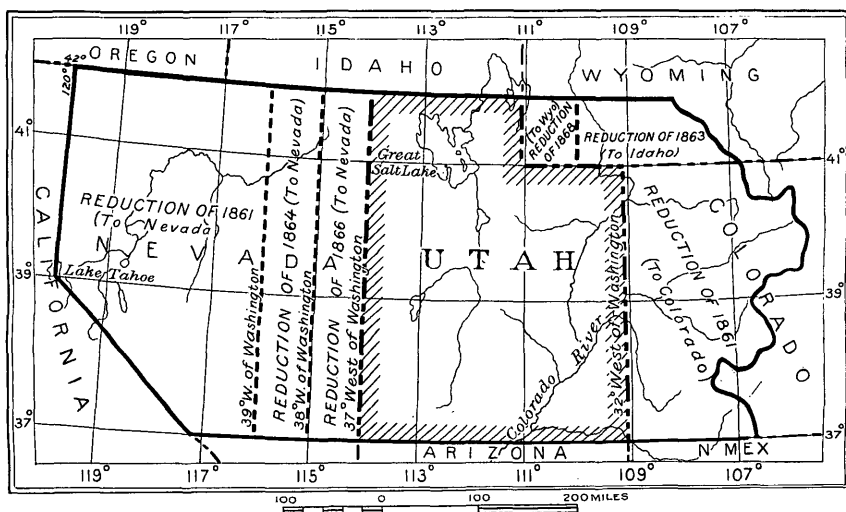 119° 117° 115° 113° 111° 109° 107°
OREGON
IDAHO
WYOMING
42°
120°
41°
CALIFORNIA
NEVADA
UTAH
COLORADO
ARIZONA
N MEX
REDUCTION OF 1861
(To Nevada
Lake Tahoe
39° W. of Washington
REDUCTION OF 1864 (To Nevada)
38° W. of Washington
REDUCTION OF 1866 (To Nevada)
37° West of Washington
Great
Salt Lake
(To Wyo)
REDUCTION
OF 1868
REDUCTION OF 1863
(To Idaho)
41°
REDUCTION OF 1861
(To Colorado)
32° West of Washington
Colorado River
39°
39°
37°
37°
119° 117° 115° 113° 111° 109° 107°
100 0 100 200 MILES